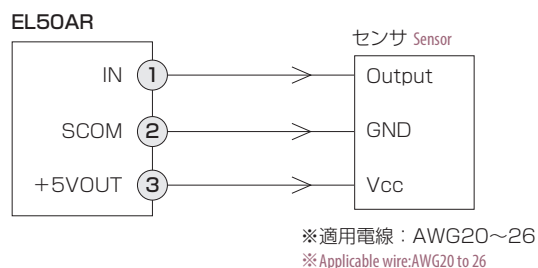 EL50AR
センサ Sensor
IN 1 Output
SCOM 2 GND
+5VOUT 3 Vcc
※適用電線：AWG20～26
※Applicable wire:AWG20 to 26